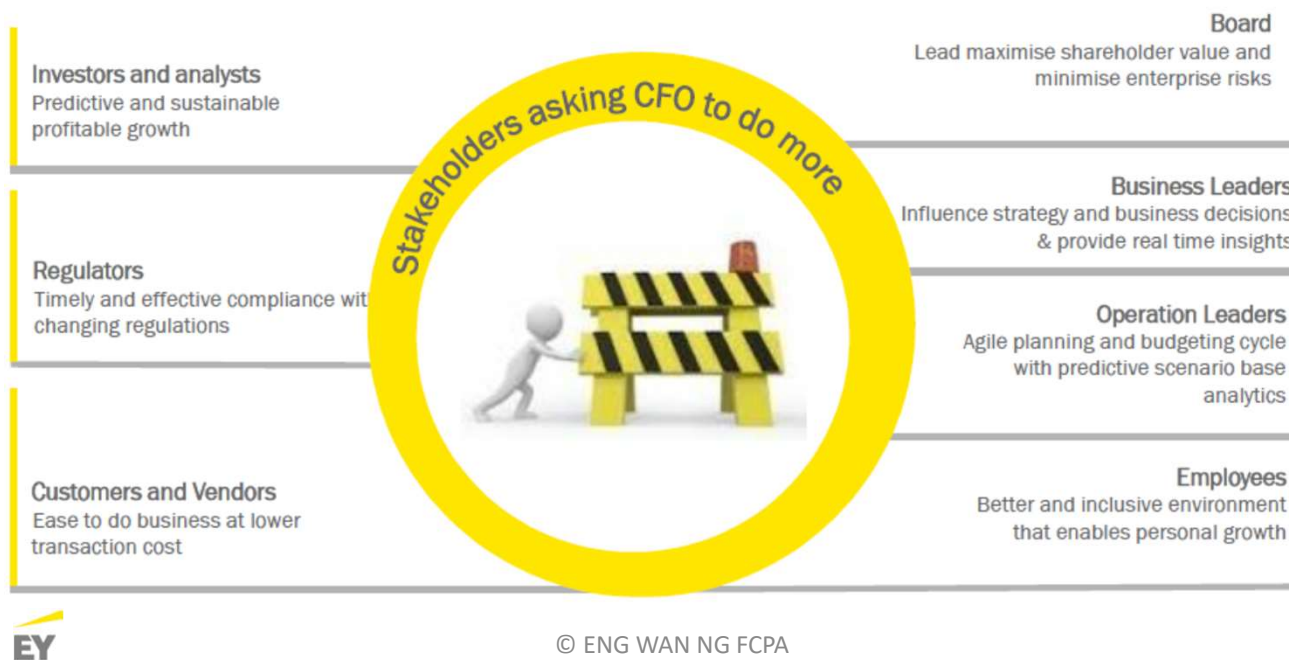 Stakeholders asking CFO to do more
Investors and analysts
Predictive and sustainable
profitable growth
Regulators
Timely and effective compliance wit
changing regulations
Customers and Vendors
Ease to do business at lower
transaction cost
Board
Lead maximise shareholder value and
minimise enterprise risks
Business Leaders
Influence strategy and business decisions
& provide real time insights
Operation Leaders
Agile planning and budgeting cycle
with predictive scenario base
analytics
Employees
Better and inclusive environment
that enables personal growth
EY
© ENG WAN NG FCPA